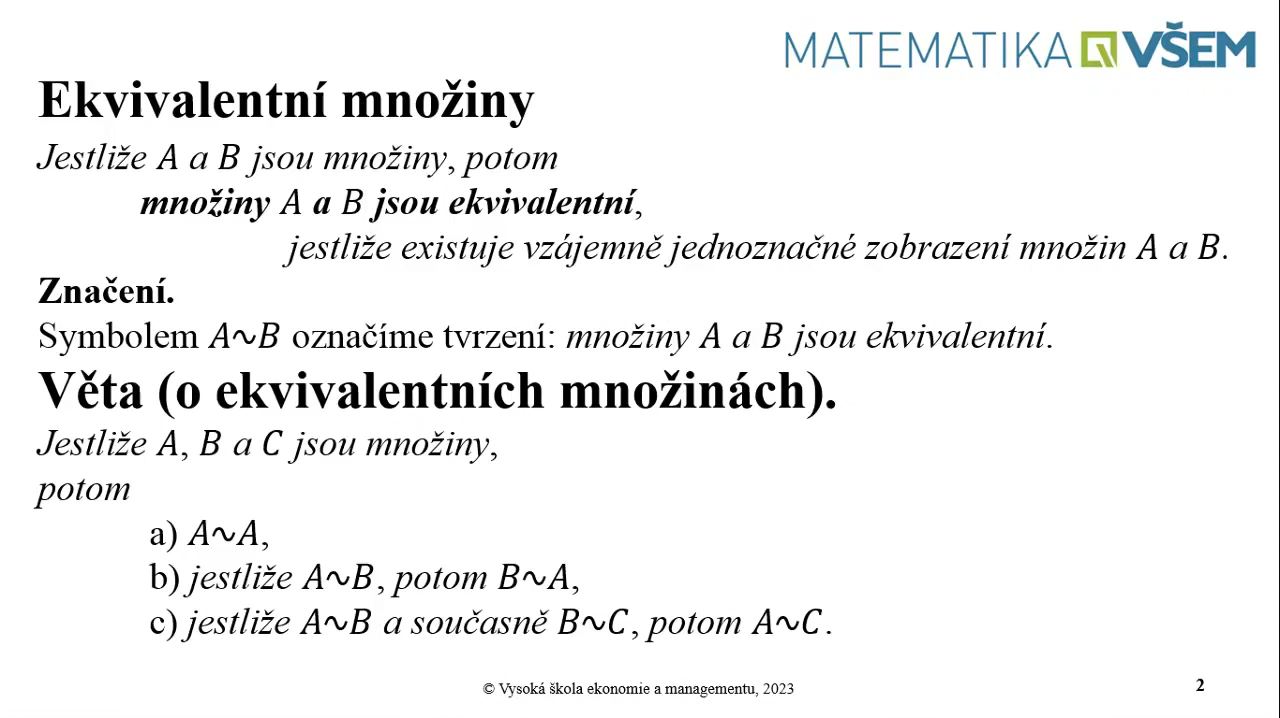 MATEMATIKA VŠEM
Ekvivalentní množiny
Jestliže A a B jsou množiny, potom
množiny A a B jsou ekvivalentní,
jestliže existuje vzájemně jednoznačné zobrazení množin A a B.
Značení.
Symbolem A∿B označíme tvrzení: množiny A a B jsou ekvivalentní.
Věta (o ekvivalentních množinách).
Jestliže A, B a C jsou množiny,
potom
a) A∿A,
b) jestliže A∿B, potom B∿A,
c) jestliže A∿B a současně B∿C, potom A∿C.
© Vysoká škola ekonomie a managementu, 2023
2